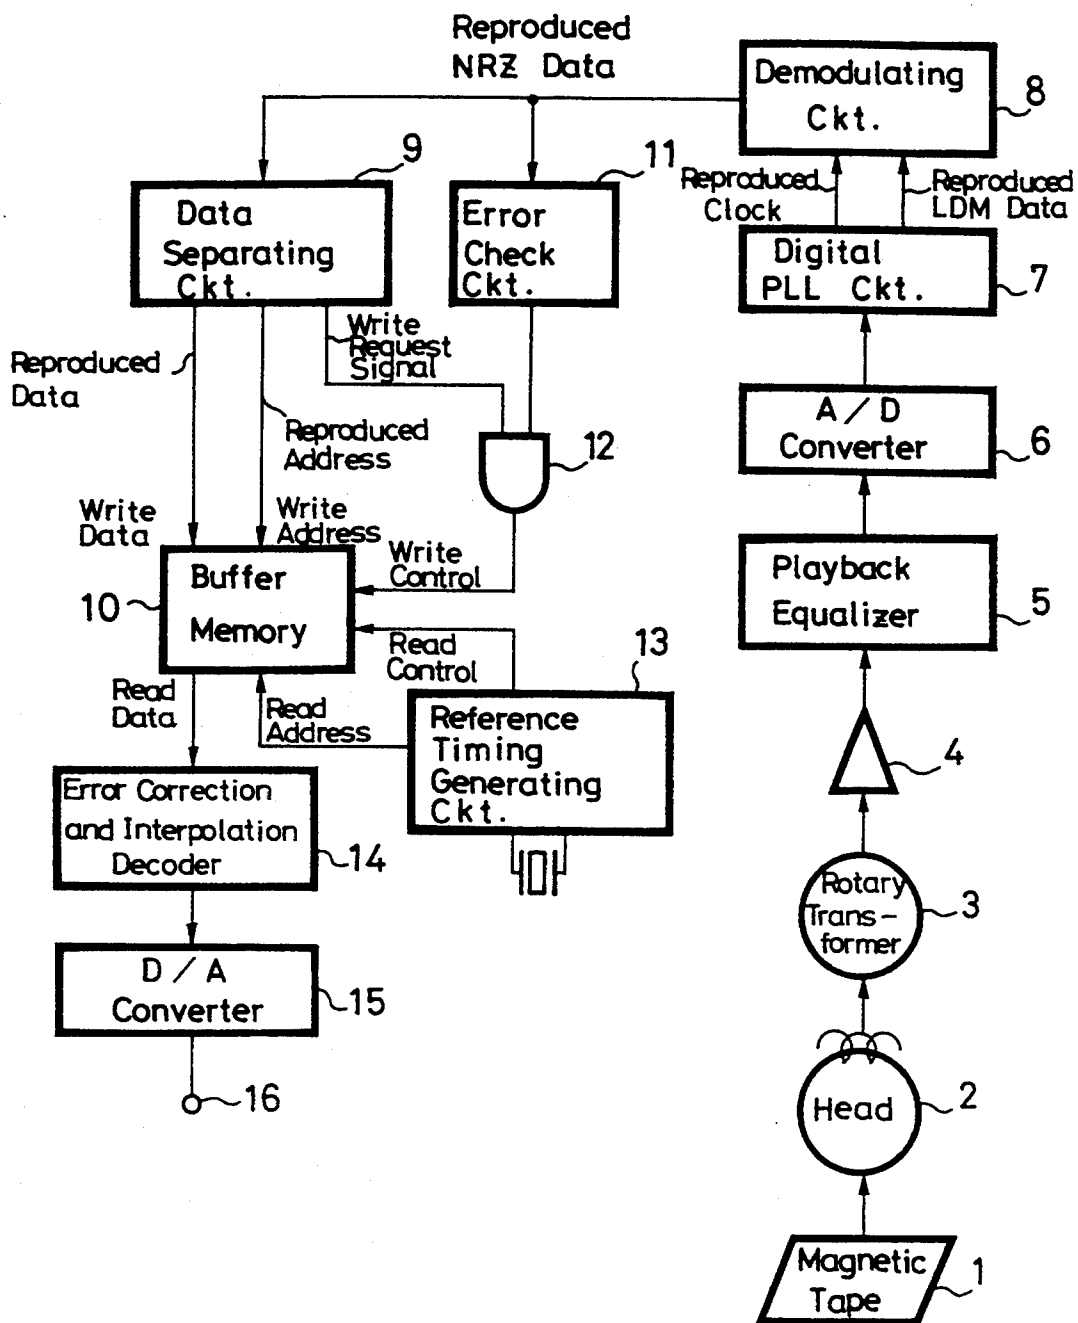 Reproduced
NRZ Data
Demodulating
Ckt.
8
9
11
Data
Separating
Ckt.
Error
Check
Ckt.
Reproduced
Clock
Reproduced
LDM Data
Digital
PLL Ckt.
7
Write
Request
Signal
Reproduced
Data
Reproduced
Address
12
A / D
Converter
6
Write
Data
Write
Address
Write
Control
Buffer
Memory
10
Playback
Equalizer
5
Read
Control
13
Read
Data
Read
Address
Reference
Timing
Generating
Ckt.
4
Error Correction
and Interpolation
Decoder
14
Rotary
Trans-
former
3
D / A
Converter
15
16
Head
2
Magnetic
Tape
1